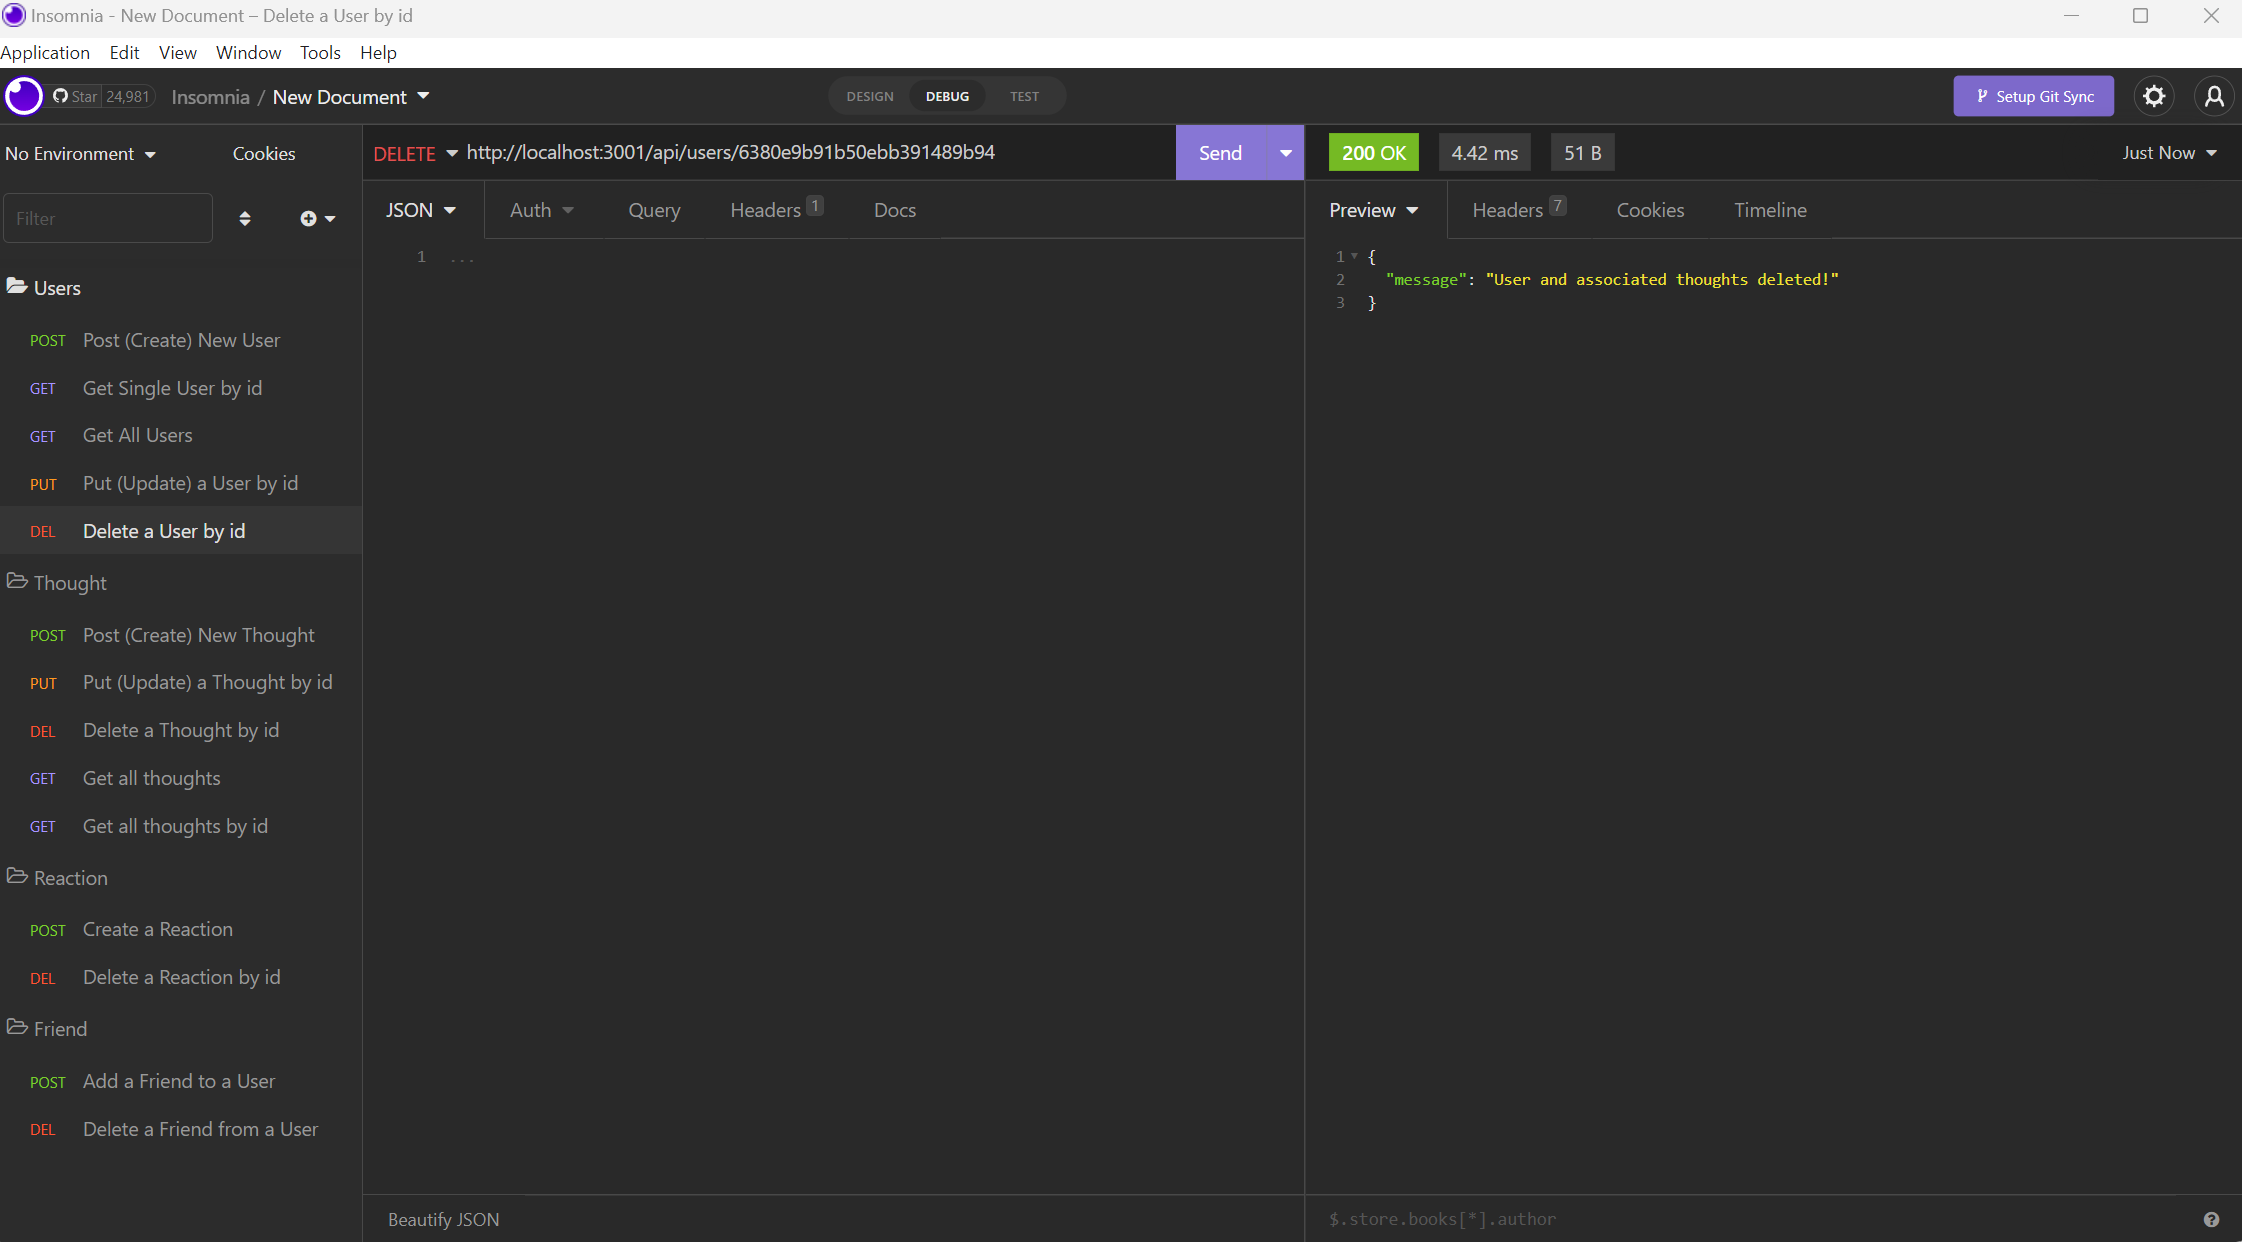 Insomnia - New Document – Delete a User by id
Application Edit View Window Tools Help
Star 24,981 Insomnia / New Document DESIGN DEBUG TEST Setup Git Sync
No Environment Cookies
DELETE http://localhost:3001/api/users/6380e9b91b50ebb391489b94 Send
200 OK 4.42 ms 51 B Just Now
Filter
JSON Auth Query Headers 1 Docs
Preview Headers 7 Cookies Timeline
1 ...
1 {
2 "message": "User and associated thoughts deleted!"
3 }
Users
POST Post (Create) New User
GET Get Single User by id
GET Get All Users
PUT Put (Update) a User by id
DEL Delete a User by id
Thought
POST Post (Create) New Thought
PUT Put (Update) a Thought by id
DEL Delete a Thought by id
GET Get all thoughts
GET Get all thoughts by id
Reaction
POST Create a Reaction
DEL Delete a Reaction by id
Friend
POST Add a Friend to a User
DEL Delete a Friend from a User
Beautify JSON
$.store.books[*].author